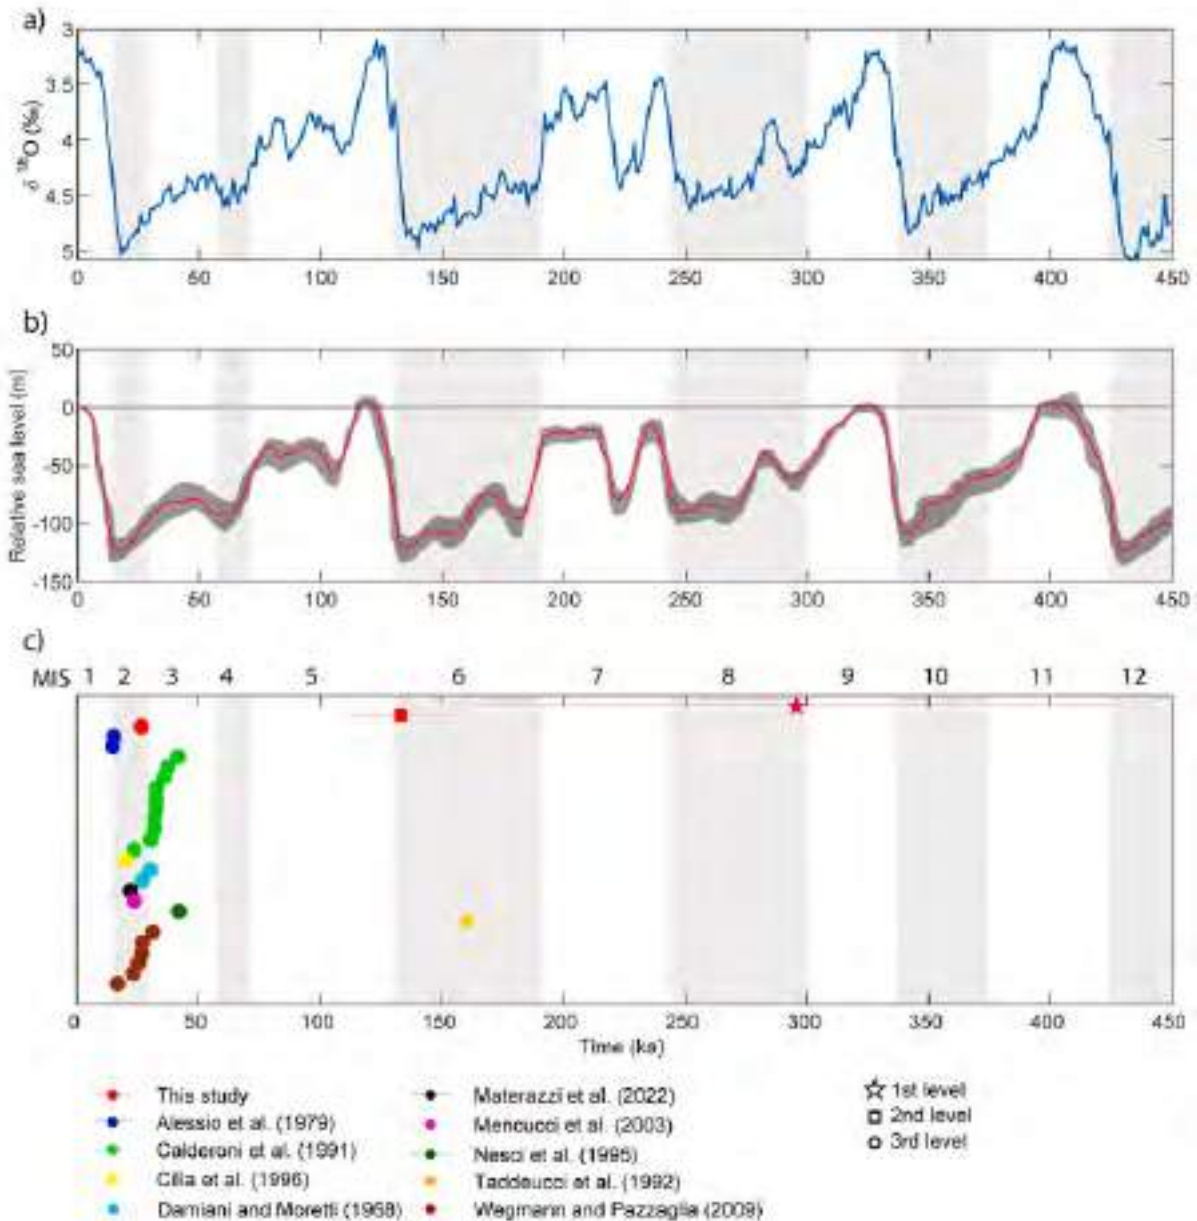 a)
3
3.5
4
4.5
5
δ ¹⁸O (‰)
0 50 100 150 200 250 300 350 400 450
b)
50
0
-50
-100
-150
Relative sea level (m)
0 50 100 150 200 250 300 350 400 450
c)
MIS 1 2 3 4 5 6 7 8 9 10 11 12
0 50 100 150 200 250 300 350 400 450
Time (ka)
This study
Alessio et al. (1979)
Calderoni et al. (1991)
Cilia et al. (1996)
Damiani and Moretti (1968)
Materazzi et al. (2022)
Mencucci et al. (2003)
Nesci et al. (1995)
Taddeucci et al. (1992)
Wegmann and Pazzaglia (2009)
1st level
2nd level
3rd level